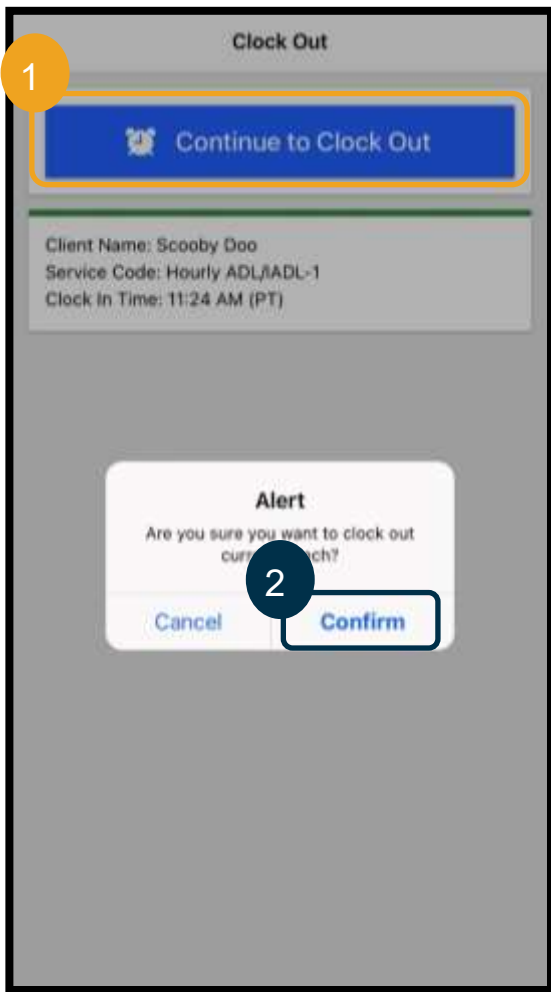 Clock Out
1
Continue to Clock Out
Client Name: Scooby Doo
Service Code: Hourly ADL/IADL-1
Clock In Time: 11:24 AM (PT)
Alert
Are you sure you want to clock out
2
Cancel
Confirm